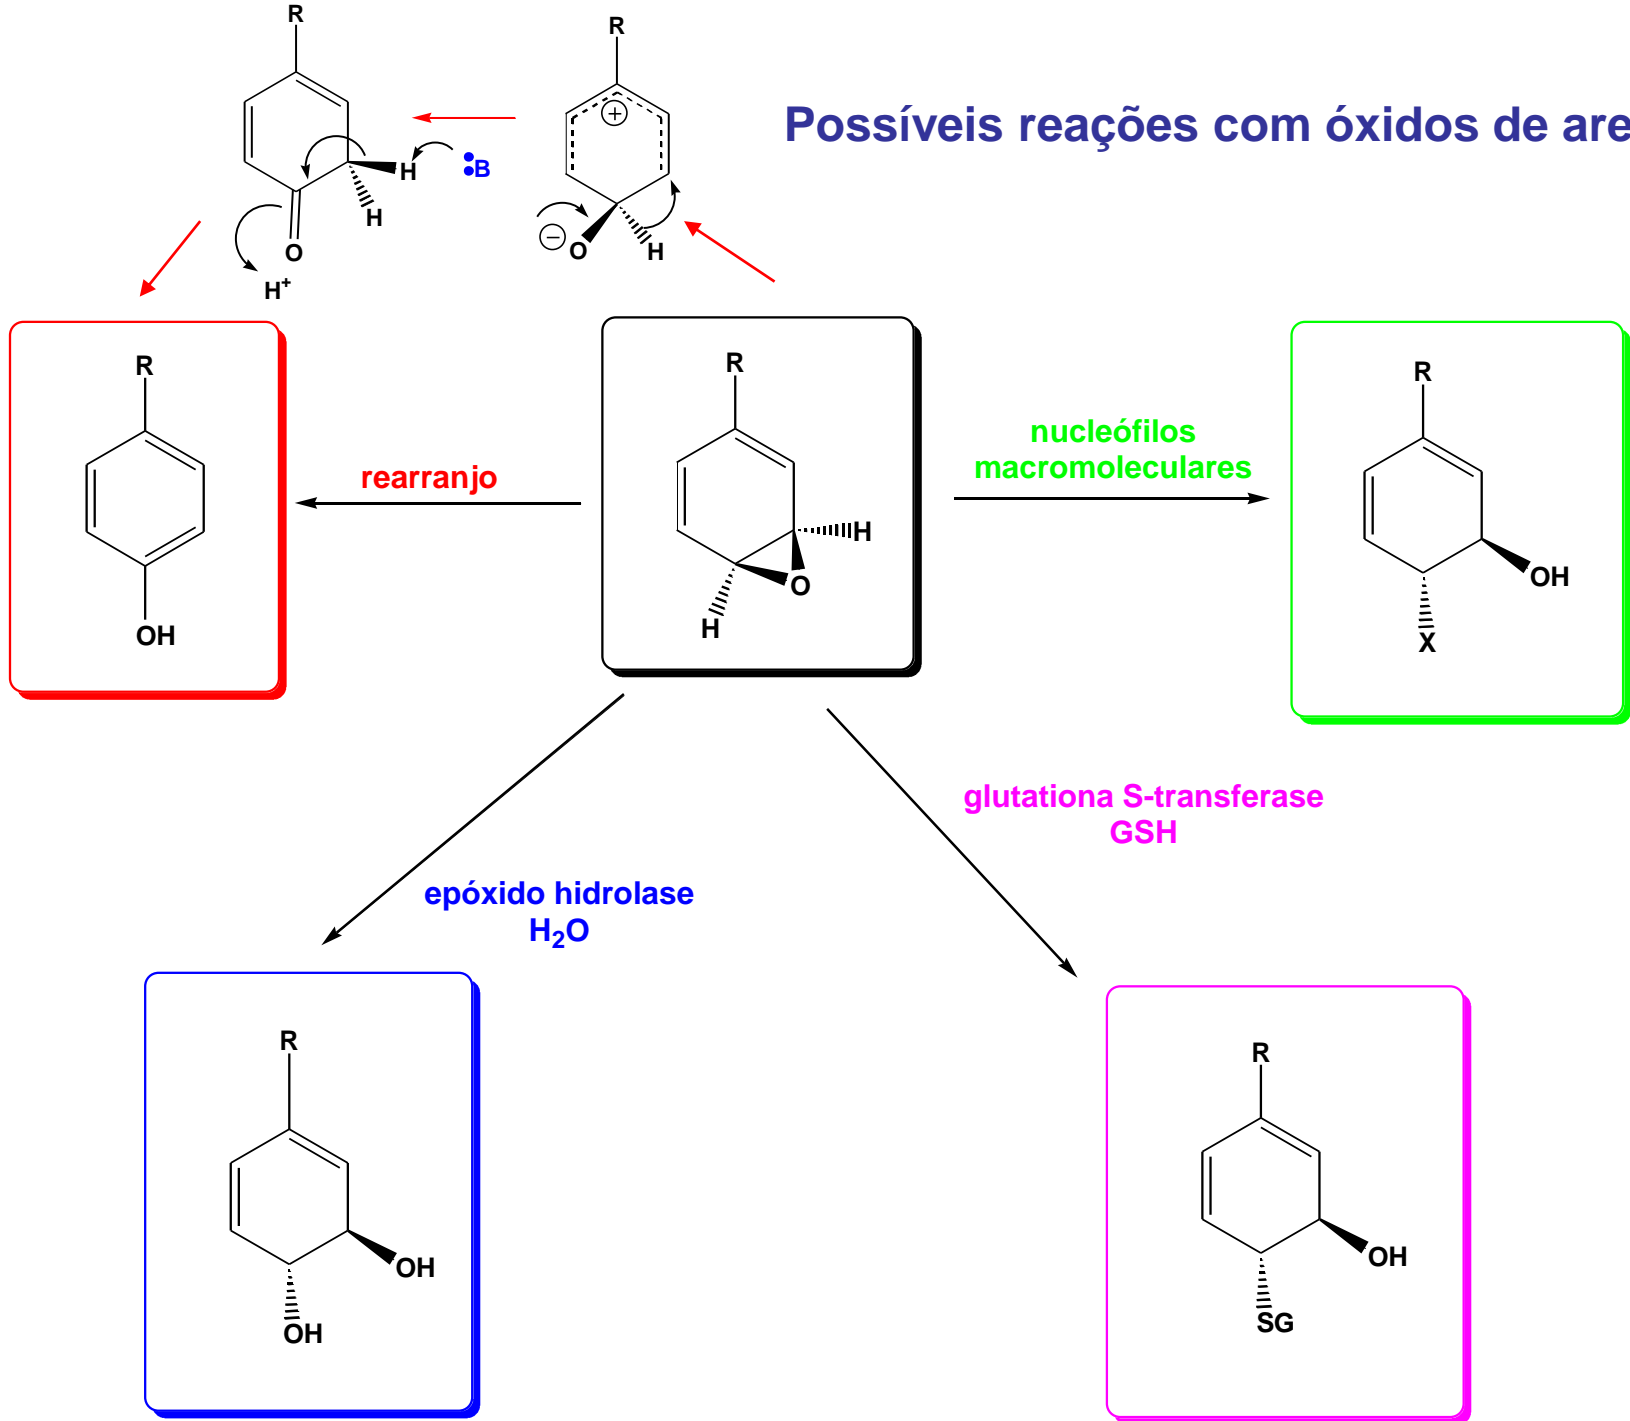 R
R
Possíveis reações com óxidos de are
H
:B
H
O
H⁺
⊕
⊖
O
H
R
OH
rearranjo
R
H
O
H
nucleófilos
macromoleculares
R
OH
X
epóxido hidrolase
H₂O
glutationa S-transferase
GSH
R
OH
OH
R
OH
SG